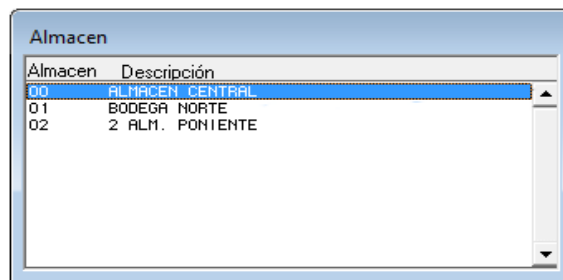 Almacen
Almacen Descripción
00 ALMACEN CENTRAL
01 BODEGA NORTE
02 2 ALM. PONIENTE